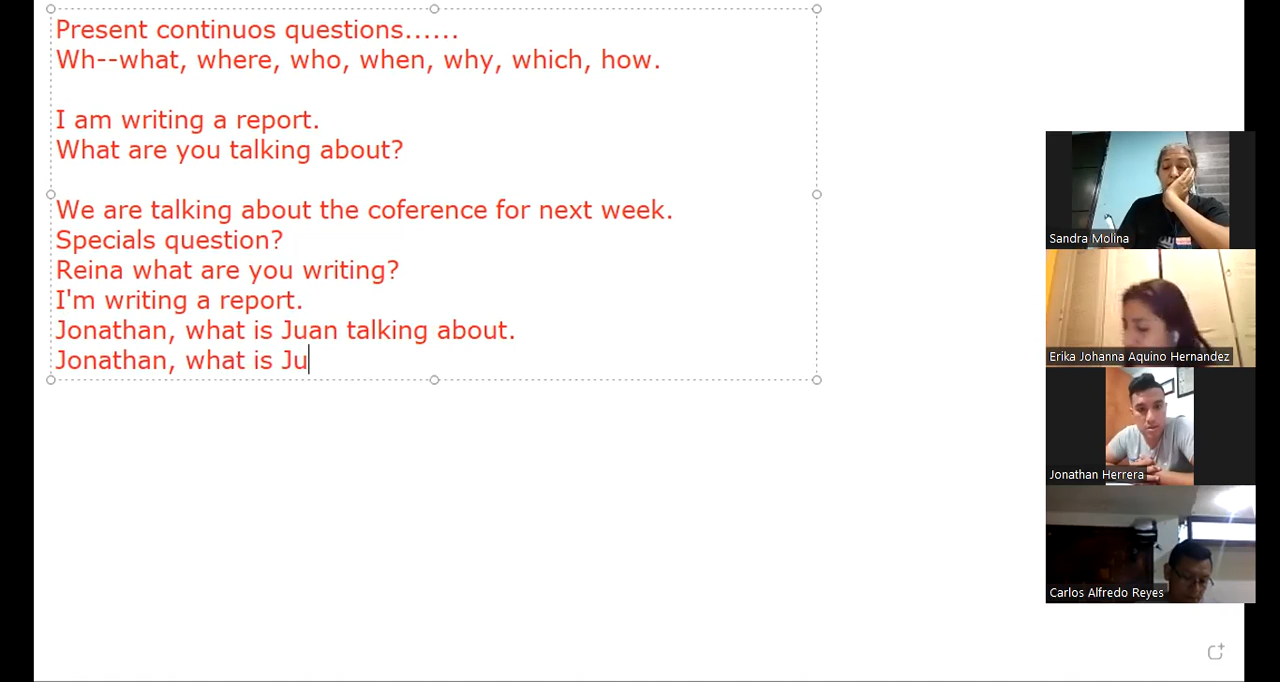 Present continuos questions......
Wh--what, where, who, when, why, which, how.
I am writing a report.
What are you talking about?
We are talking about the coference for next week.
Specials question?
Reina what are you writing?
I'm writing a report.
Jonathan, what is Juan talking about.
Jonathan, what is Ju
Sandra Molina
Erika Johanna Aquino Hernandez
Jonathan Herrera
Carlos Alfredo Reyes